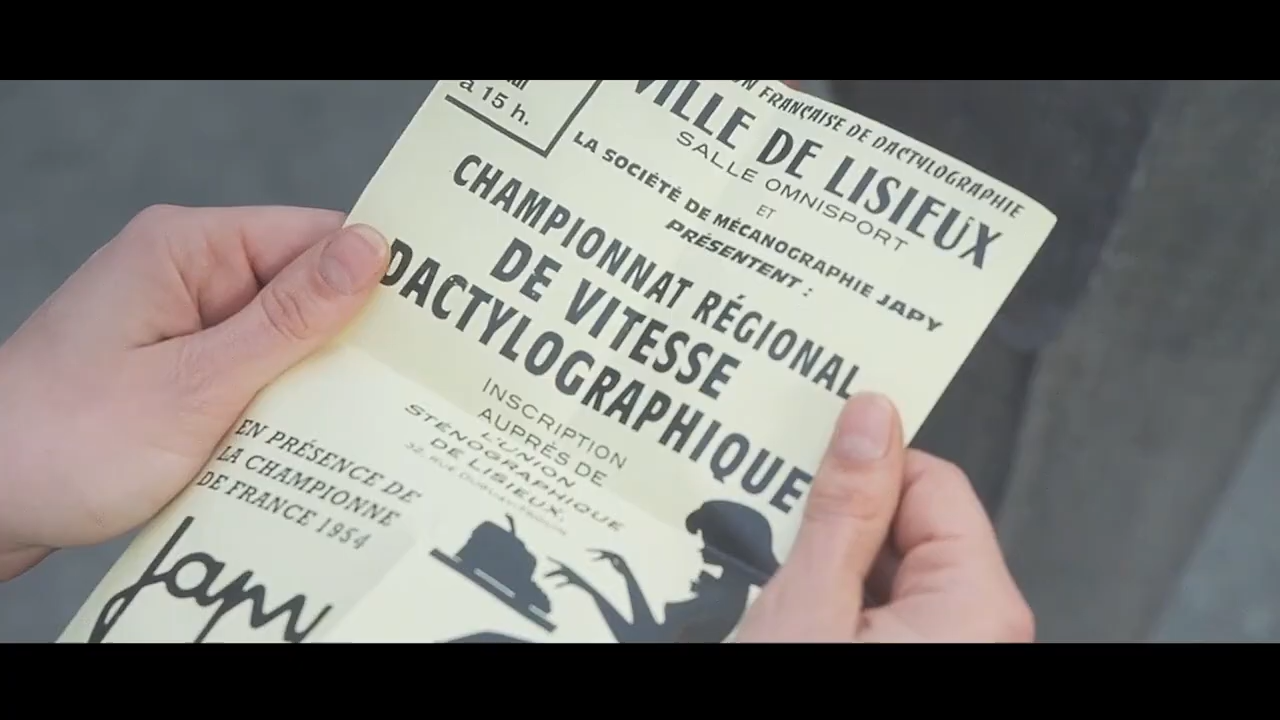 à 15 h.
FRANÇAISE DE DACTYLOGRAPHIE
VILLE DE LISIEUX
SALLE OMNISPORT
ET
LA SOCIÉTÉ DE MÉCANOGRAPHIE JAPY
PRÉSENTENT :
CHAMPIONNAT RÉGIONAL
DE VITESSE
DACTYLOGRAPHIQUE
INSCRIPTION
AUPRÈS DE
L'UNION
STÉNOGRAPHIQUE
DE LISIEUX.
EN PRÉSENCE DE
LA CHAMPIONNE
DE FRANCE 1954
Japy